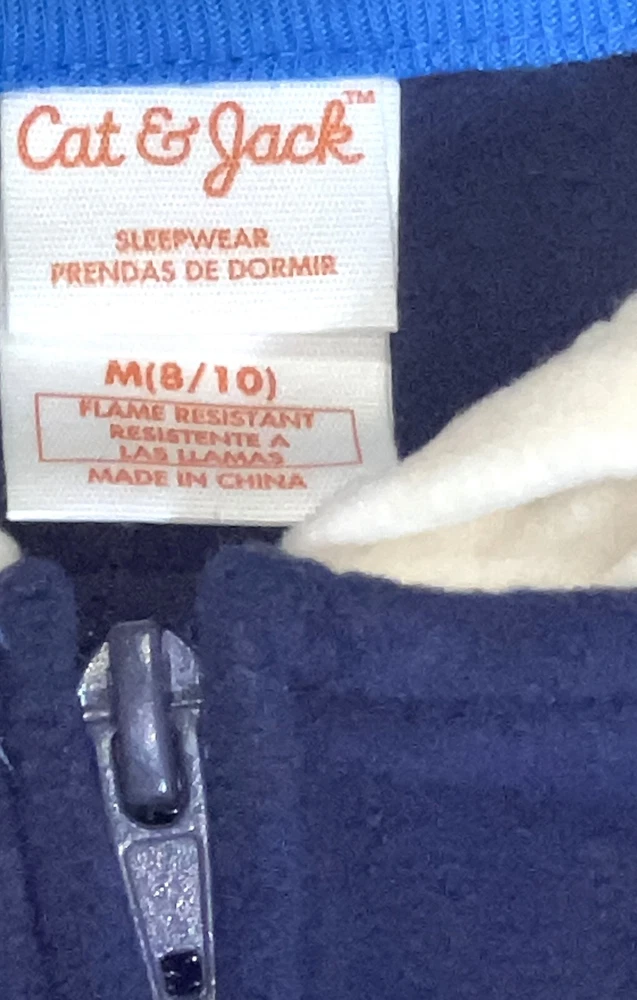 Cat & Jack™
SLEEPWEAR
PRENDAS DE DORMIR
M(8/10)
FLAME RESISTANT
RESISTENTE A
LAS LLAMAS
MADE IN CHINA